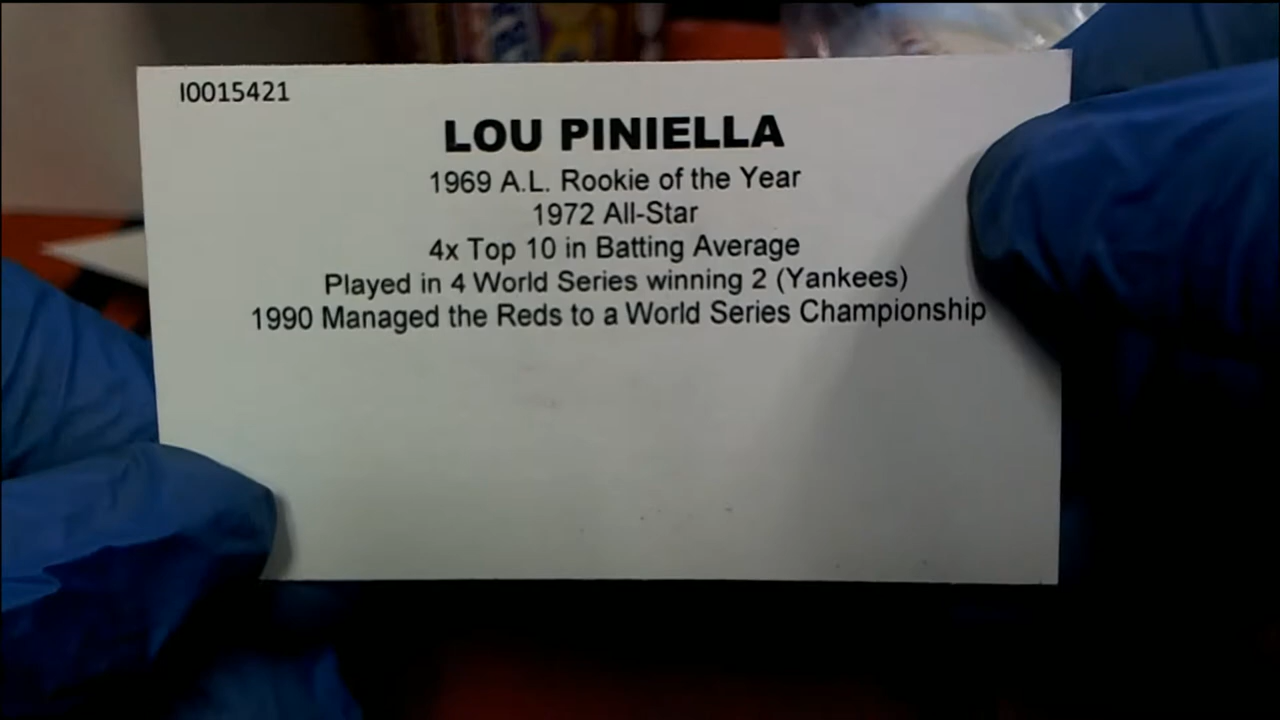 I0015421
LOU PINIELLA
1969 A.L. Rookie of the Year
1972 All-Star
4x Top 10 in Batting Average
Played in 4 World Series winning 2 (Yankees)
1990 Managed the Reds to a World Series Championship